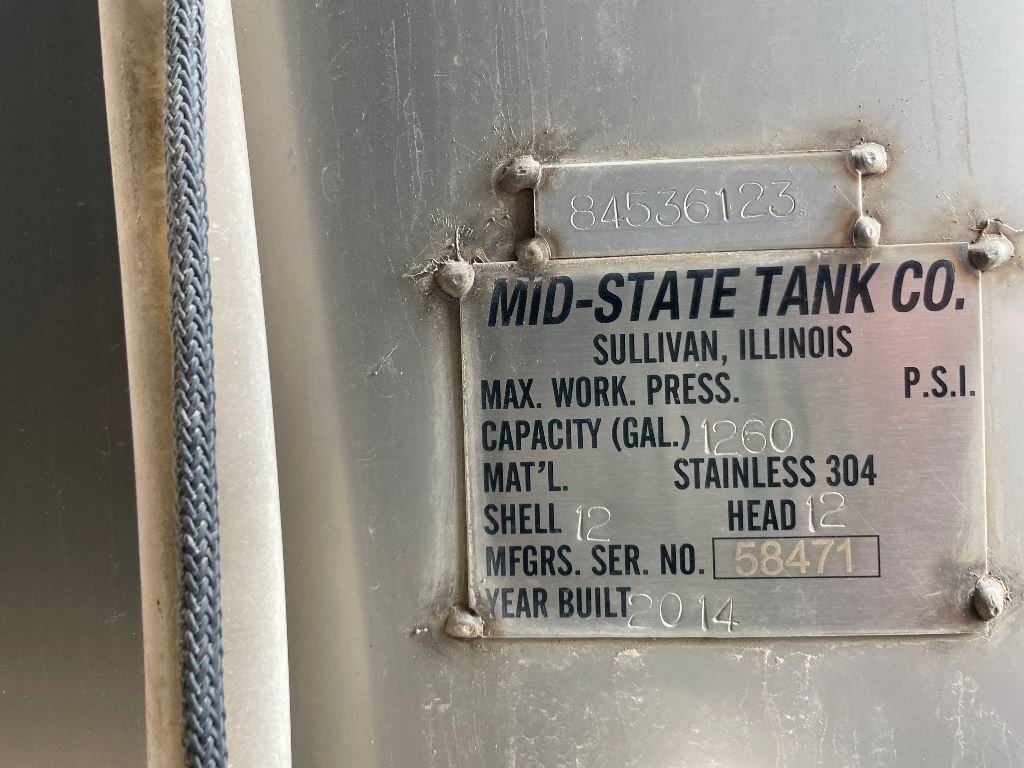 84536123
MID-STATE TANK CO.
SULLIVAN, ILLINOIS
MAX. WORK. PRESS. P.S.I.
CAPACITY (GAL.) 1260
MAT'L. STAINLESS 304
SHELL 12 HEAD 12
MFGRS. SER. NO. 58471
YEAR BUILT 2014